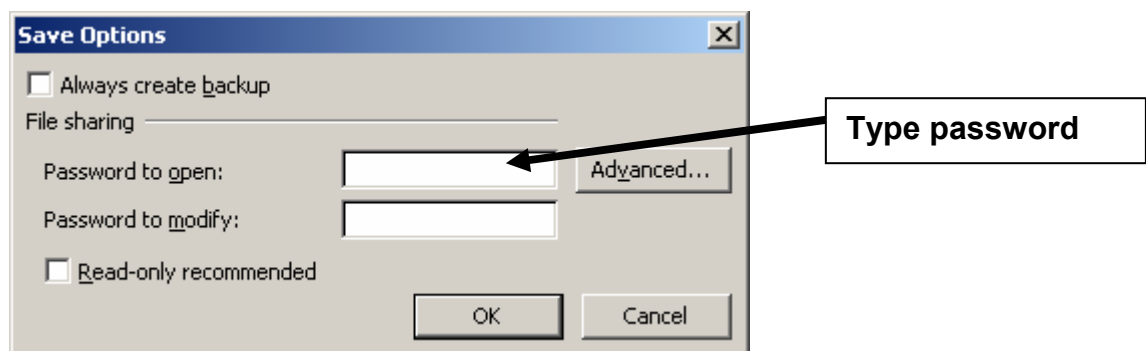 Save Options
Always create backup
File sharing
Password to open:
Advanced...
Type password
Password to modify:
Read-only recommended
OK
Cancel